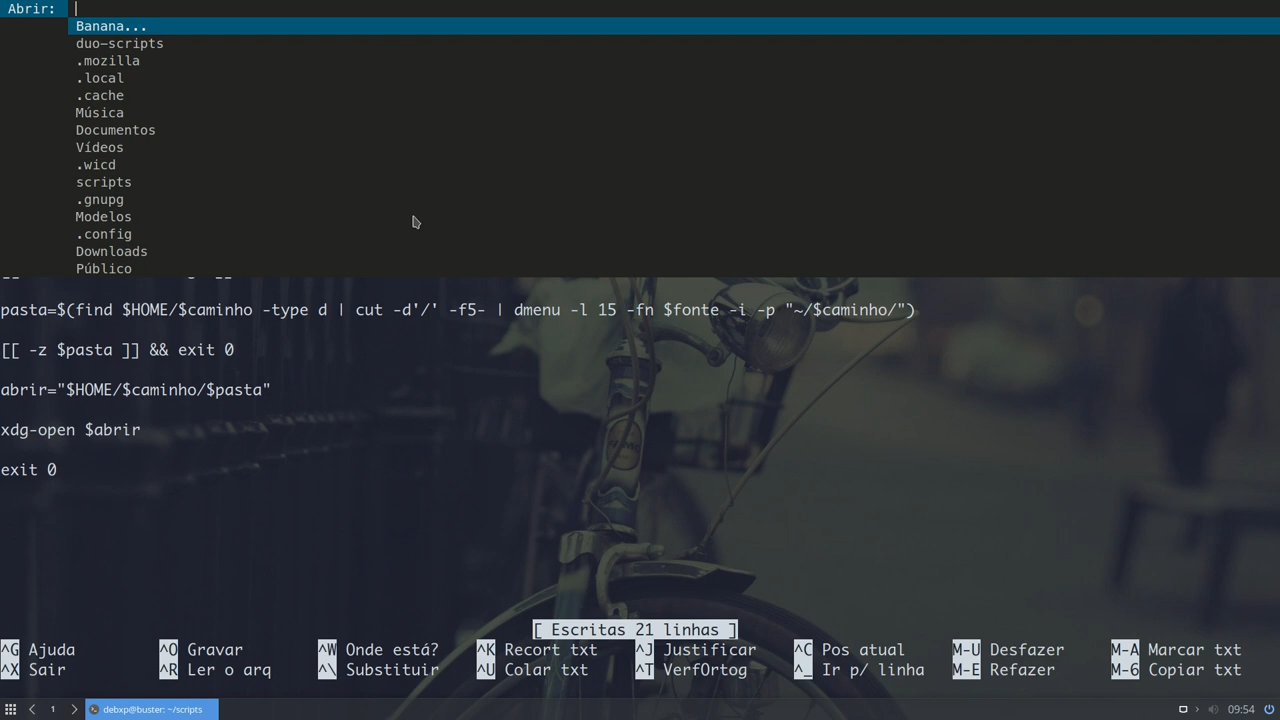 Abrir:
Banana...
duo-scripts
.mozilla
.local
.cache
Música
Documentos
Vídeos
.wicd
scripts
.gnupg
Modelos
.config
Downloads
Público
pasta=$(find $HOME/$caminho -type d | cut -d'/' -f5- | dmenu -l 15 -fn $fonte -i -p "~/$caminho/")
[[ -z $pasta ]] && exit 0
abrir="$HOME/$caminho/$pasta"
xdg-open $abrir
exit 0
[ Escritas 21 linhas ]
^G Ajuda ^O Gravar ^W Onde está? ^K Recort txt ^J Justificar ^C Pos atual M-U Desfazer M-A Marcar txt
^X Sair ^R Ler o arq ^\ Substituir ^U Colar txt ^T VerfOrtog ^_ Ir p/ linha M-E Refazer M-6 Copiar txt
1 debxp@buster: ~/scripts 09:54